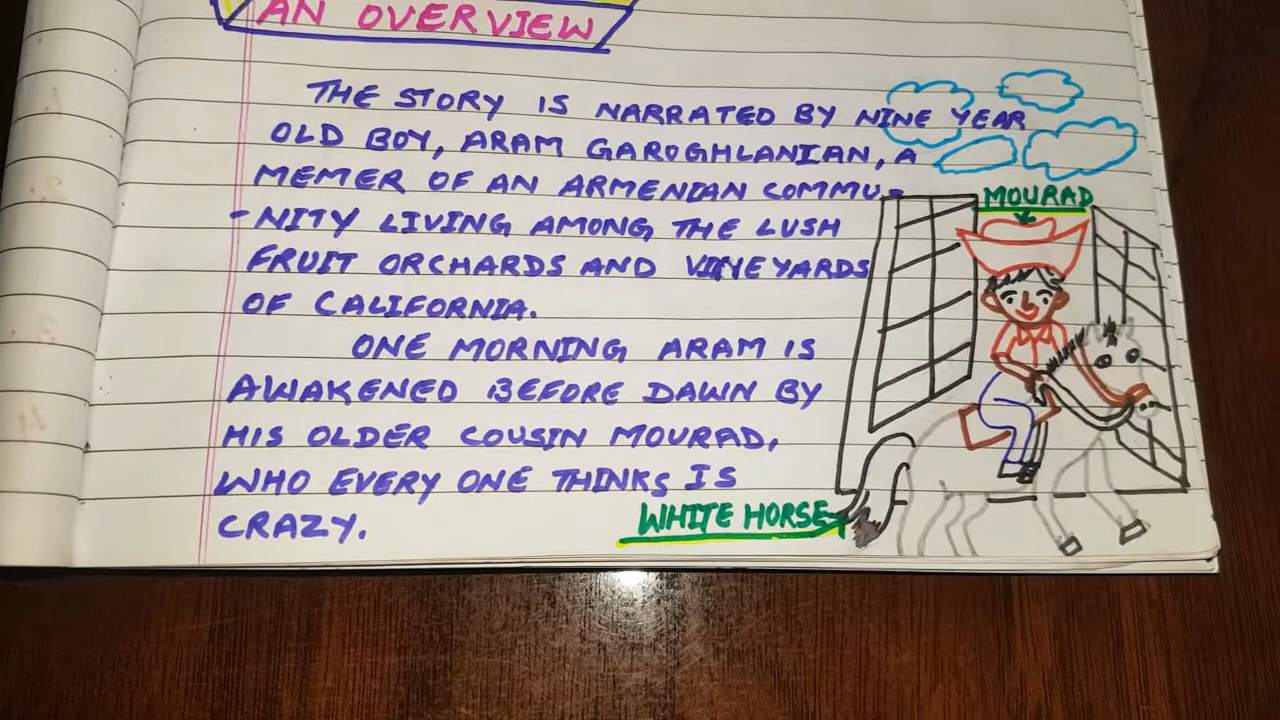 AN OVERVIEW
THE STORY IS NARRATED BY NINE YEAR
OLD BOY, ARAM GAROGHLANIAN, A
MEMER OF AN ARMENIAN COMMU-
-NITY LIVING AMONG THE LUSH
FRUIT ORCHARDS AND VINEYARDS
OF CALIFORNIA.
ONE MORNING ARAM IS
AWAKENED BEFORE DAWN BY
HIS OLDER COUSIN MOURAD,
WHO EVERY ONE THINKS IS
CRAZY.
MOURAD
WHITE HORSE